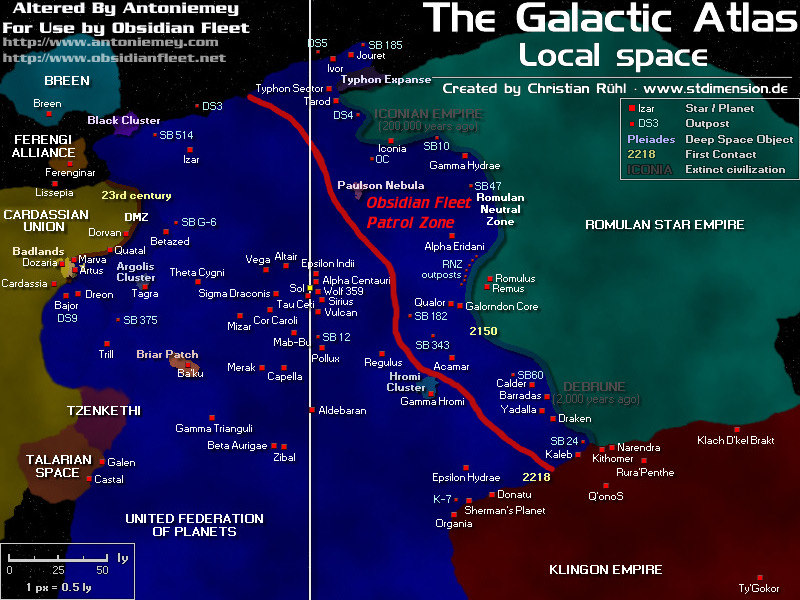 Altered By Antoniemey
For Use by Obsidian Fleet
http://www.antoniemey.com
http://www.obsidianfleet.net
The Galactic Atlas
Local space
Created by Christian Rühl · www.stdimension.de
Izar Star / Planet
DS3 Outpost
Pleiades Deep Space Object
2218 First Contact
ICONIA Extinct civilization
DS5
SB 185
Jouret
Ivor
Typhon Expanse
Typhon Sector
Tarod
DS4
BREEN
Breen
DS3
Black Cluster
SB 514
Izar
ICONIAN EMPIRE
(200,000 years ago)
Iconia
OC
SB10
Gamma Hydrae
FERENGI
ALLIANCE
Ferenginar
Lissepia
23rd century
Paulson Nebula
SB47
Romulan
Neutral
Zone
Obsidian Fleet
Patrol Zone
ROMULAN STAR EMPIRE
CARDASSIAN
UNION
DMZ
SB G-6
Dorvan
Betazed
Quatal
Alpha Eridani
RNZ
outposts
Badlands
Dozaria
Marva
Artus
Argolis
Cluster
Tagra
Theta Cygni
Vega
Altair
Epsilon Indii
Alpha Centauri
Sol
Wolf 359
Sirius
Vulcan
Romulus
Remus
Cardassia
Dreon
Bajor
DS9
SB 375
Sigma Draconis
Tau Ceti
Cor Caroli
Mizar
Mab-Bu
SB 12
Pollux
Qualor
Galorndon Core
SB 182
2150
SB 343
Trill
Briar Patch
Ba'ku
Merak
Capella
Regulus
Acamar
Hromi
Cluster
Gamma Hromi
SB60
Calder
Barradas
Yadalla
DEBRUNE
(2,000 years ago)
Draken
TZENKETHI
Aldebaran
Gamma Trianguli
Beta Aurigae
Zibal
SB 24
Kaleb
Narendra
Kithomer
Rura'Penthe
Klach D'kel Brakt
TALARIAN
SPACE
Galen
Castal
Epsilon Hydrae
2218
Q'onoS
K-7
Donatu
Sherman's Planet
Organia
UNITED FEDERATION
OF PLANETS
KLINGON EMPIRE
Ty'Gokor
ly
0 25 50
1 px = 0.5 ly